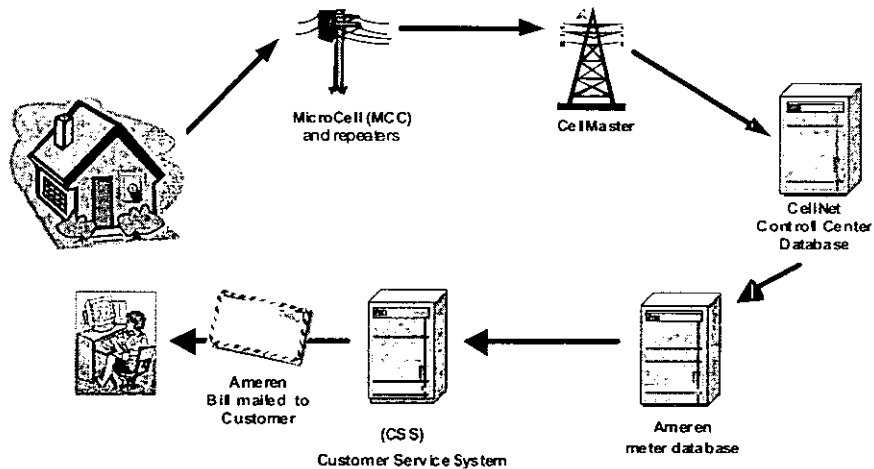 MicroCell (MCC)
and repeaters
CellMaster
CellNet
Controll Center
Database
Ameren
Bill mailed to
Customer
(CSS)
Customer Service System
Ameren
meter database